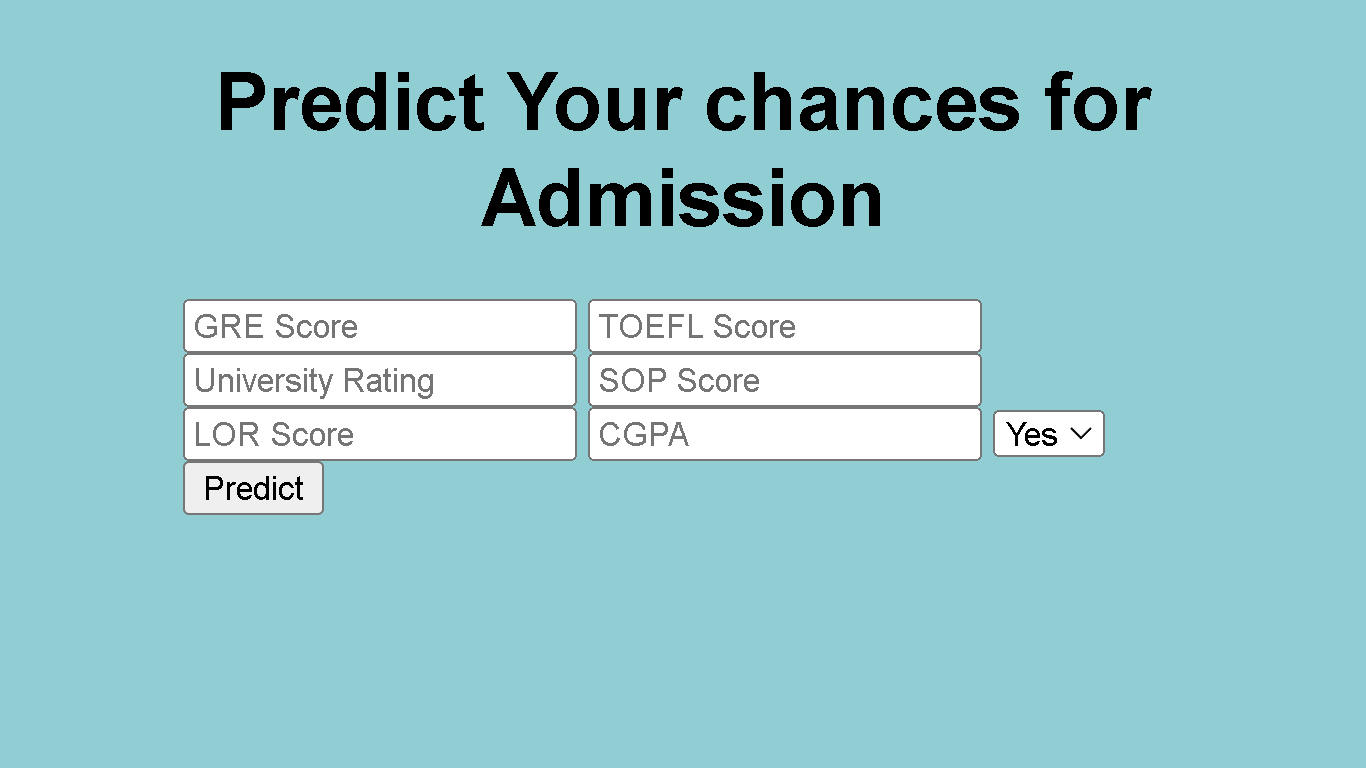 Predict Your chances for
Admission
GRE Score TOEFL Score
University Rating SOP Score
LOR Score CGPA Yes
Predict